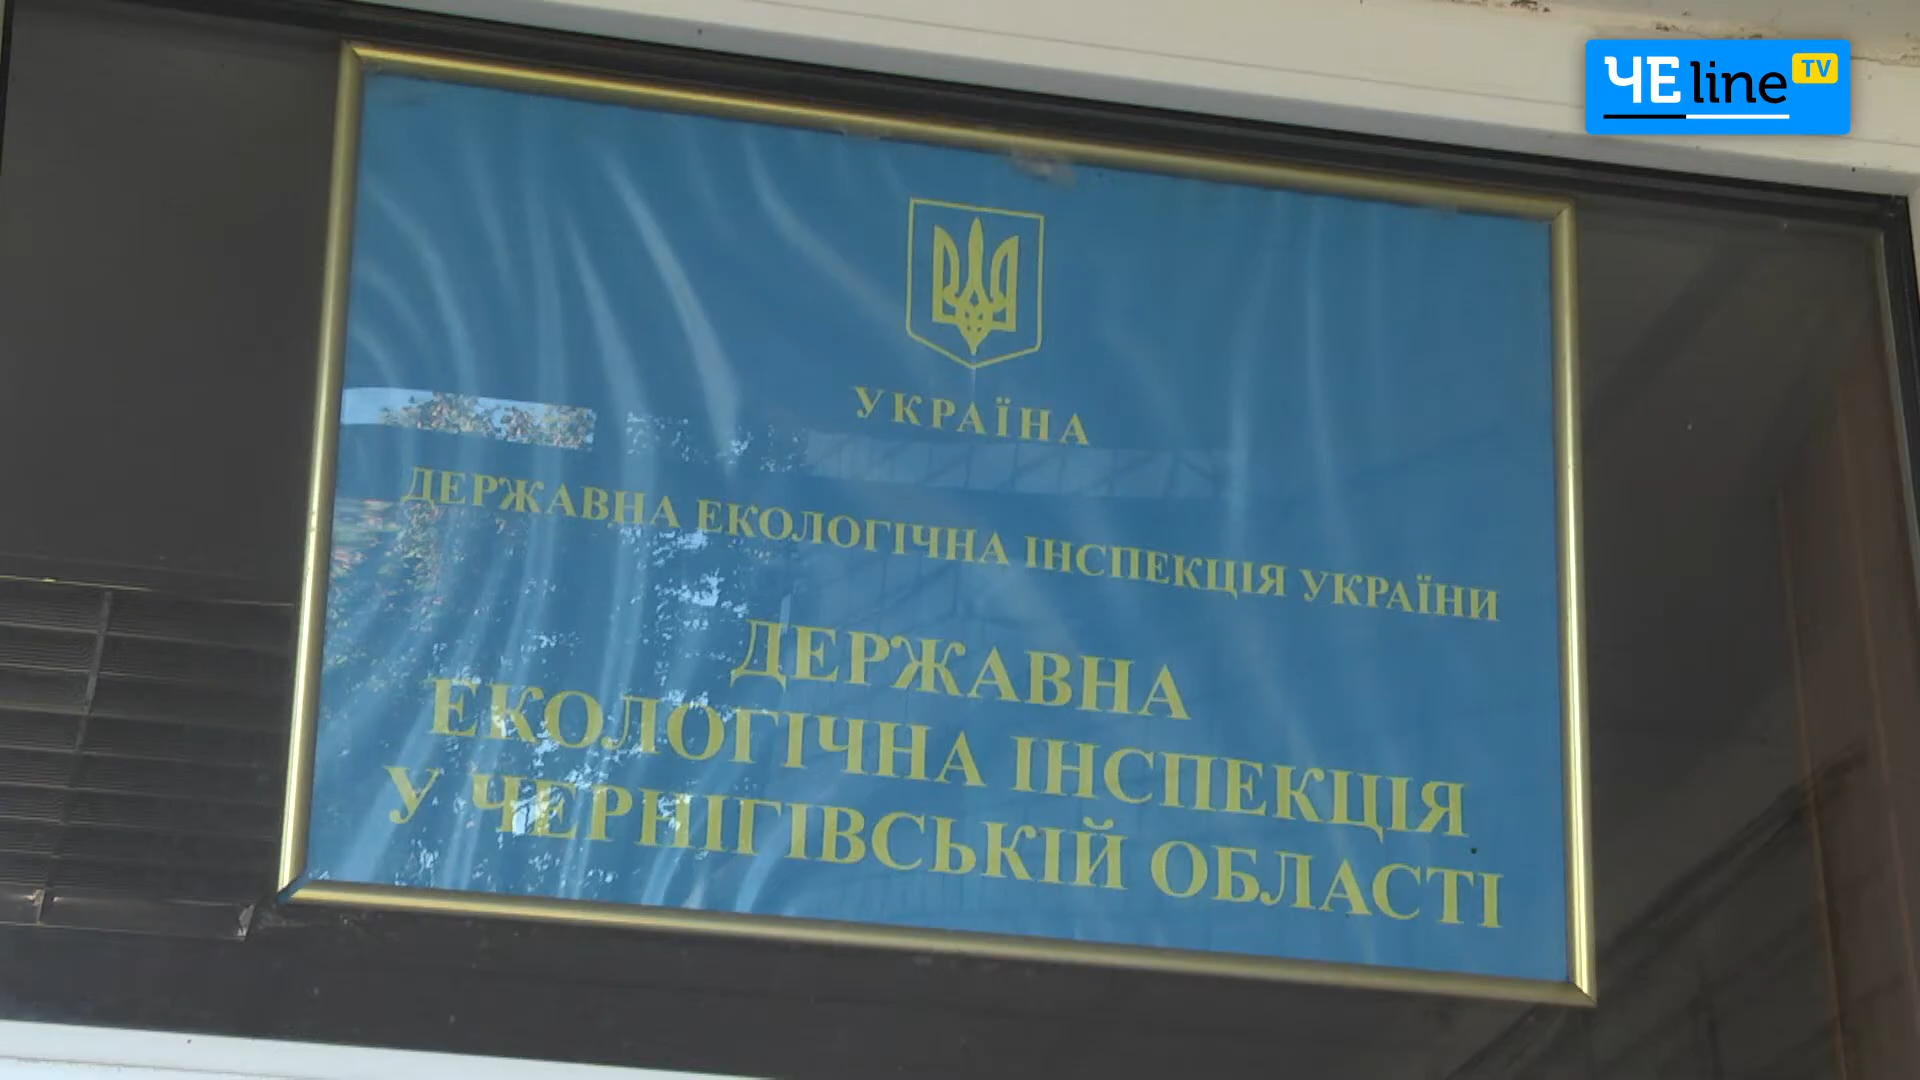 ЧЕline TV
УКРАЇНА
ДЕРЖАВНА ЕКОЛОГІЧНА ІНСПЕКЦІЯ УКРАЇНИ
ДЕРЖАВНА
ЕКОЛОГІЧНА ІНСПЕКЦІЯ
У ЧЕРНІГІВСЬКІЙ ОБЛАСТІ